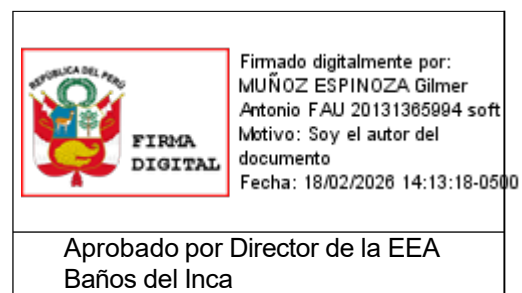 REPÚBLICA DEL PERÚ
FIRMA
DIGITAL
Firmado digitalmente por:
MUÑOZ ESPINOZA Gilmer
Antonio FAU 20131365994 soft
Motivo: Soy el autor del
documento
Fecha: 18/02/2026 14:13:18-0500
Aprobado por Director de la EEA
Baños del Inca